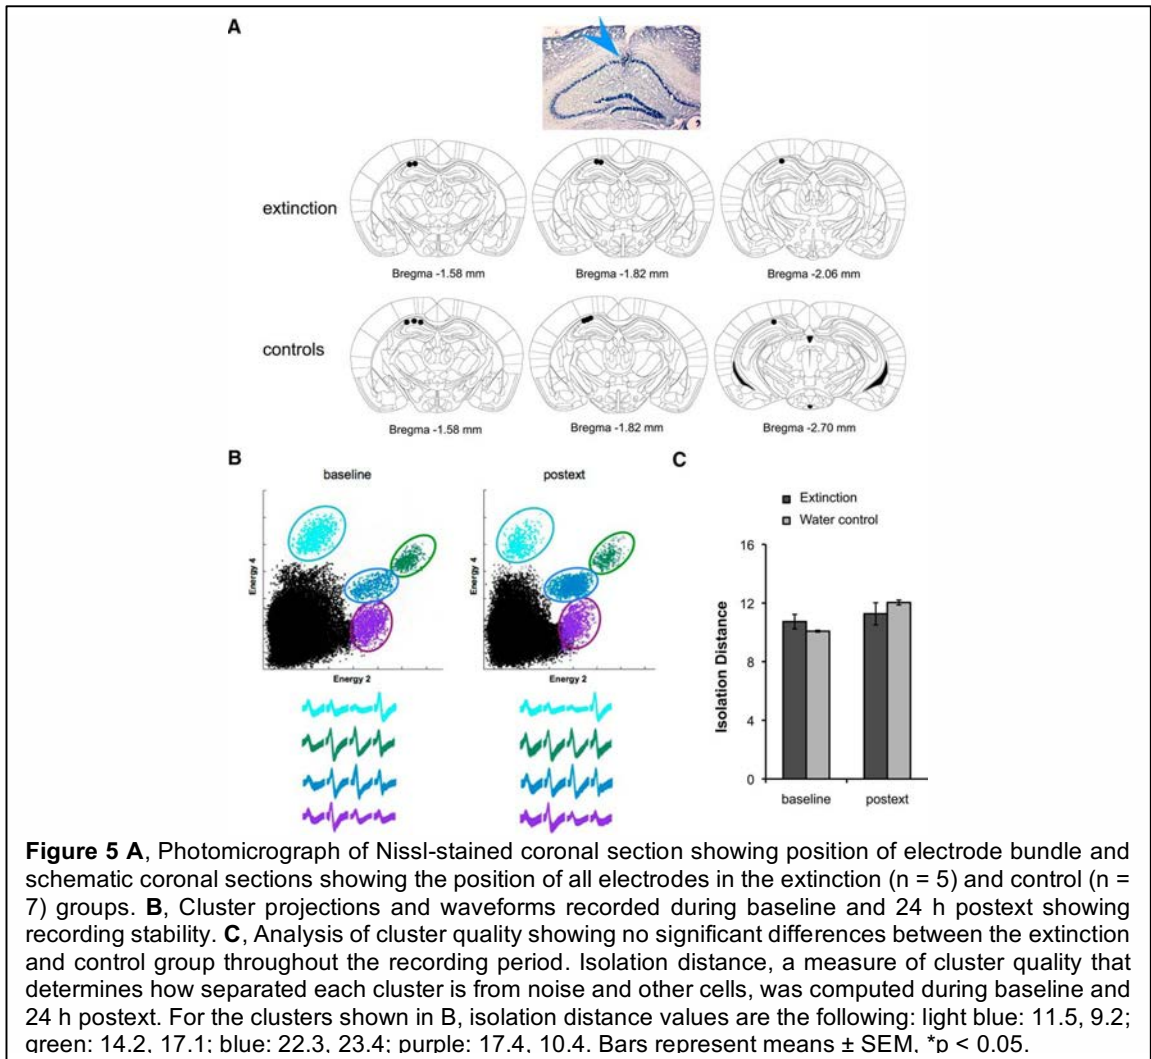 A
extinction
Bregma -1.58 mm
Bregma -1.82 mm
Bregma -2.06 mm
controls
Bregma -1.58 mm
Bregma -1.82 mm
Bregma -2.70 mm
B
baseline
postext
Energy 4
Energy 2
Energy 4
Energy 2
C
Extinction
Water control
Isolation Distance
16
12
8
4
0
baseline
postext
Figure 5 A, Photomicrograph of Nissl-stained coronal section showing position of electrode bundle and
schematic coronal sections showing the position of all electrodes in the extinction (n = 5) and control (n =
7) groups. B, Cluster projections and waveforms recorded during baseline and 24 h postext showing
recording stability. C, Analysis of cluster quality showing no significant differences between the extinction
and control group throughout the recording period. Isolation distance, a measure of cluster quality that
determines how separated each cluster is from noise and other cells, was computed during baseline and
24 h postext. For the clusters shown in B, isolation distance values are the following: light blue: 11.5, 9.2;
green: 14.2, 17.1; blue: 22.3, 23.4; purple: 17.4, 10.4. Bars represent means ± SEM, *p < 0.05.